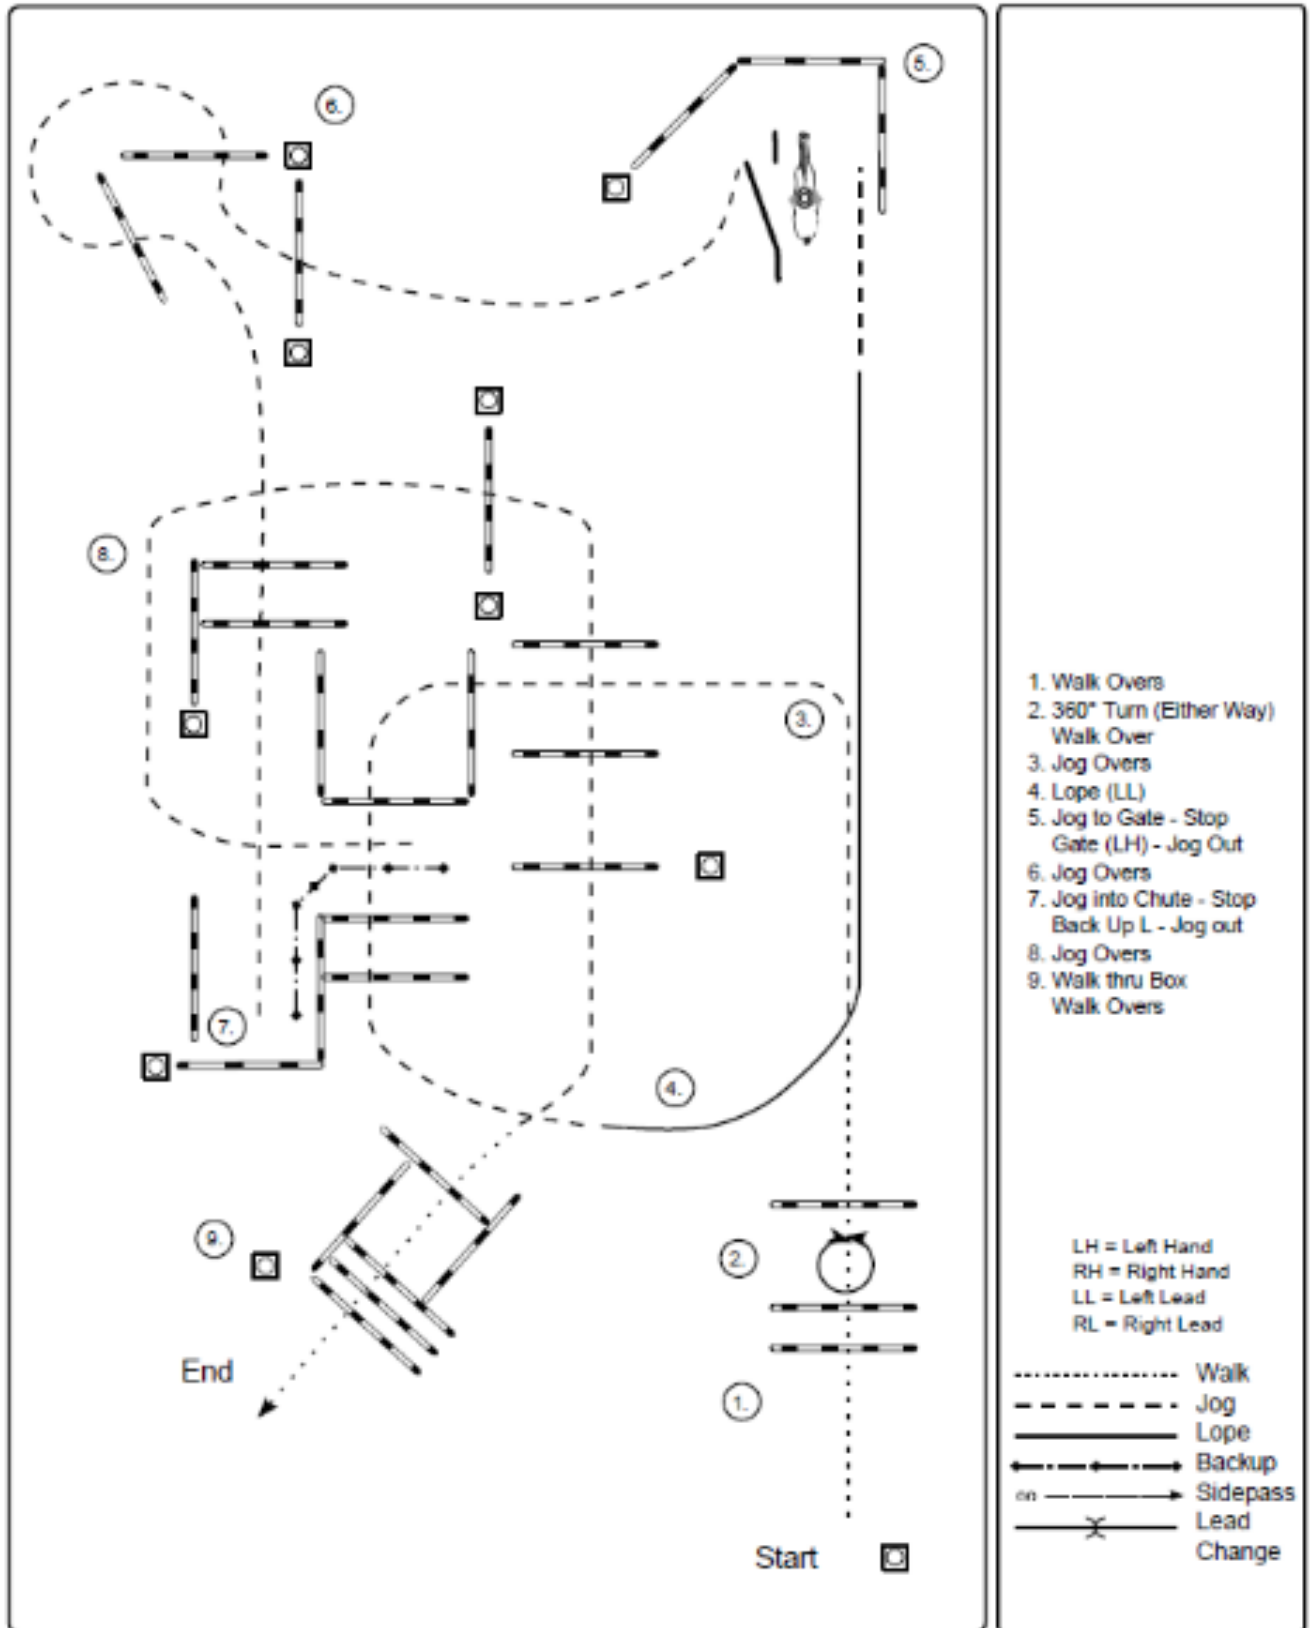 5.
6.
8.
3.
7.
4.
9.
2.
1.
End
Start
1. Walk Overs
2. 360° Turn (Either Way)
Walk Over
3. Jog Overs
4. Lope (LL)
5. Jog to Gate - Stop
Gate (LH) - Jog Out
6. Jog Overs
7. Jog into Chute - Stop
Back Up L - Jog out
8. Jog Overs
9. Walk thru Box
Walk Overs
LH = Left Hand
RH = Right Hand
LL = Left Lead
RL = Right Lead
Walk
Jog
Lope
Backup
Sidepass
Lead
Change